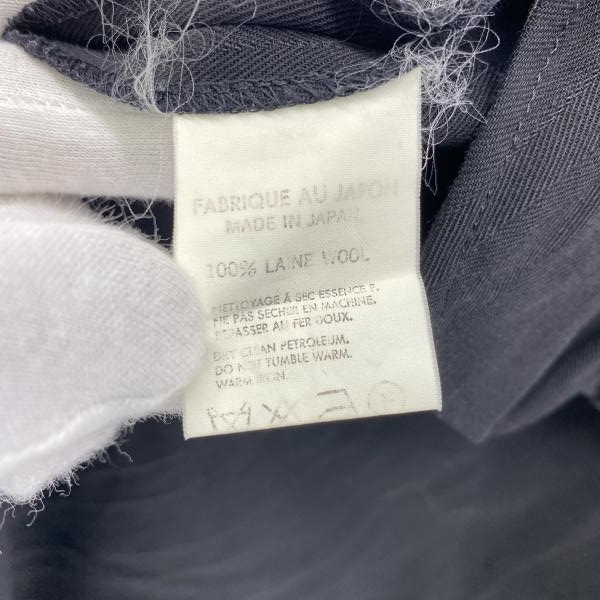 FABRIQUE AU JAPON
MADE IN JAPAN
100% LAINE WOOL
NETTOYAGE À SEC ESSENCE F.
NE PAS SECHER EN MACHINE.
REPASSER AU FER DOUX.
DRY CLEAN PETROLEUM.
DO NOT TUMBLE WARM.
WARM IRON.